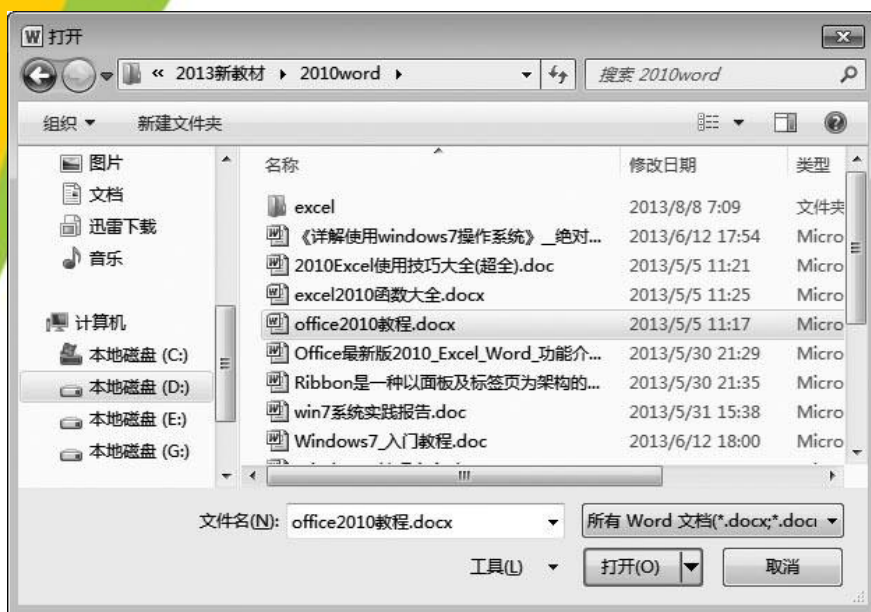 打开
« 2013新教材 ▸ 2010word ▸ 搜索 2010word
组织 新建文件夹
图片
文档
迅雷下载
音乐
计算机
本地磁盘 (C:)
本地磁盘 (D:)
本地磁盘 (E:)
本地磁盘 (G:)
名称 修改日期 类型
excel 2013/8/8 7:09 文件夹
《详解使用windows7操作系统》__绝对... 2013/6/12 17:54 Micro
2010Excel使用技巧大全(超全).doc 2013/5/5 11:21 Micro
excel2010函数大全.docx 2013/5/5 11:25 Micro
office2010教程.docx 2013/5/5 11:17 Micro
Office最新版2010_Excel_Word_功能介... 2013/5/30 21:29 Micro
Ribbon是一种以面板及标签页为架构的... 2013/5/30 21:35 Micro
win7系统实践报告.doc 2013/5/31 15:38 Micro
Windows7_入门教程.doc 2013/6/12 18:00 Micro
文件名(N): office2010教程.docx 所有 Word 文档(*.docx;*.doc
工具(L) 打开(O) 取消